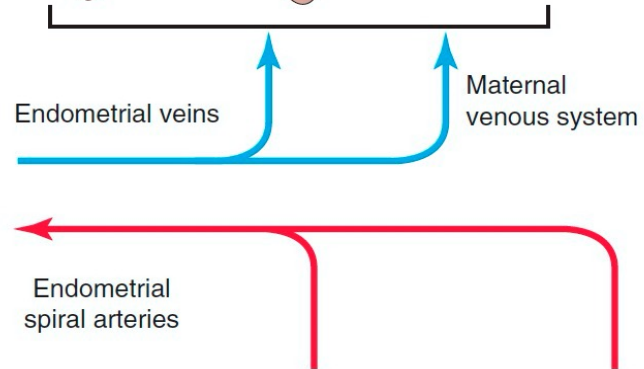 Endometrial veins
Maternal
venous system
Endometrial
spiral arteries